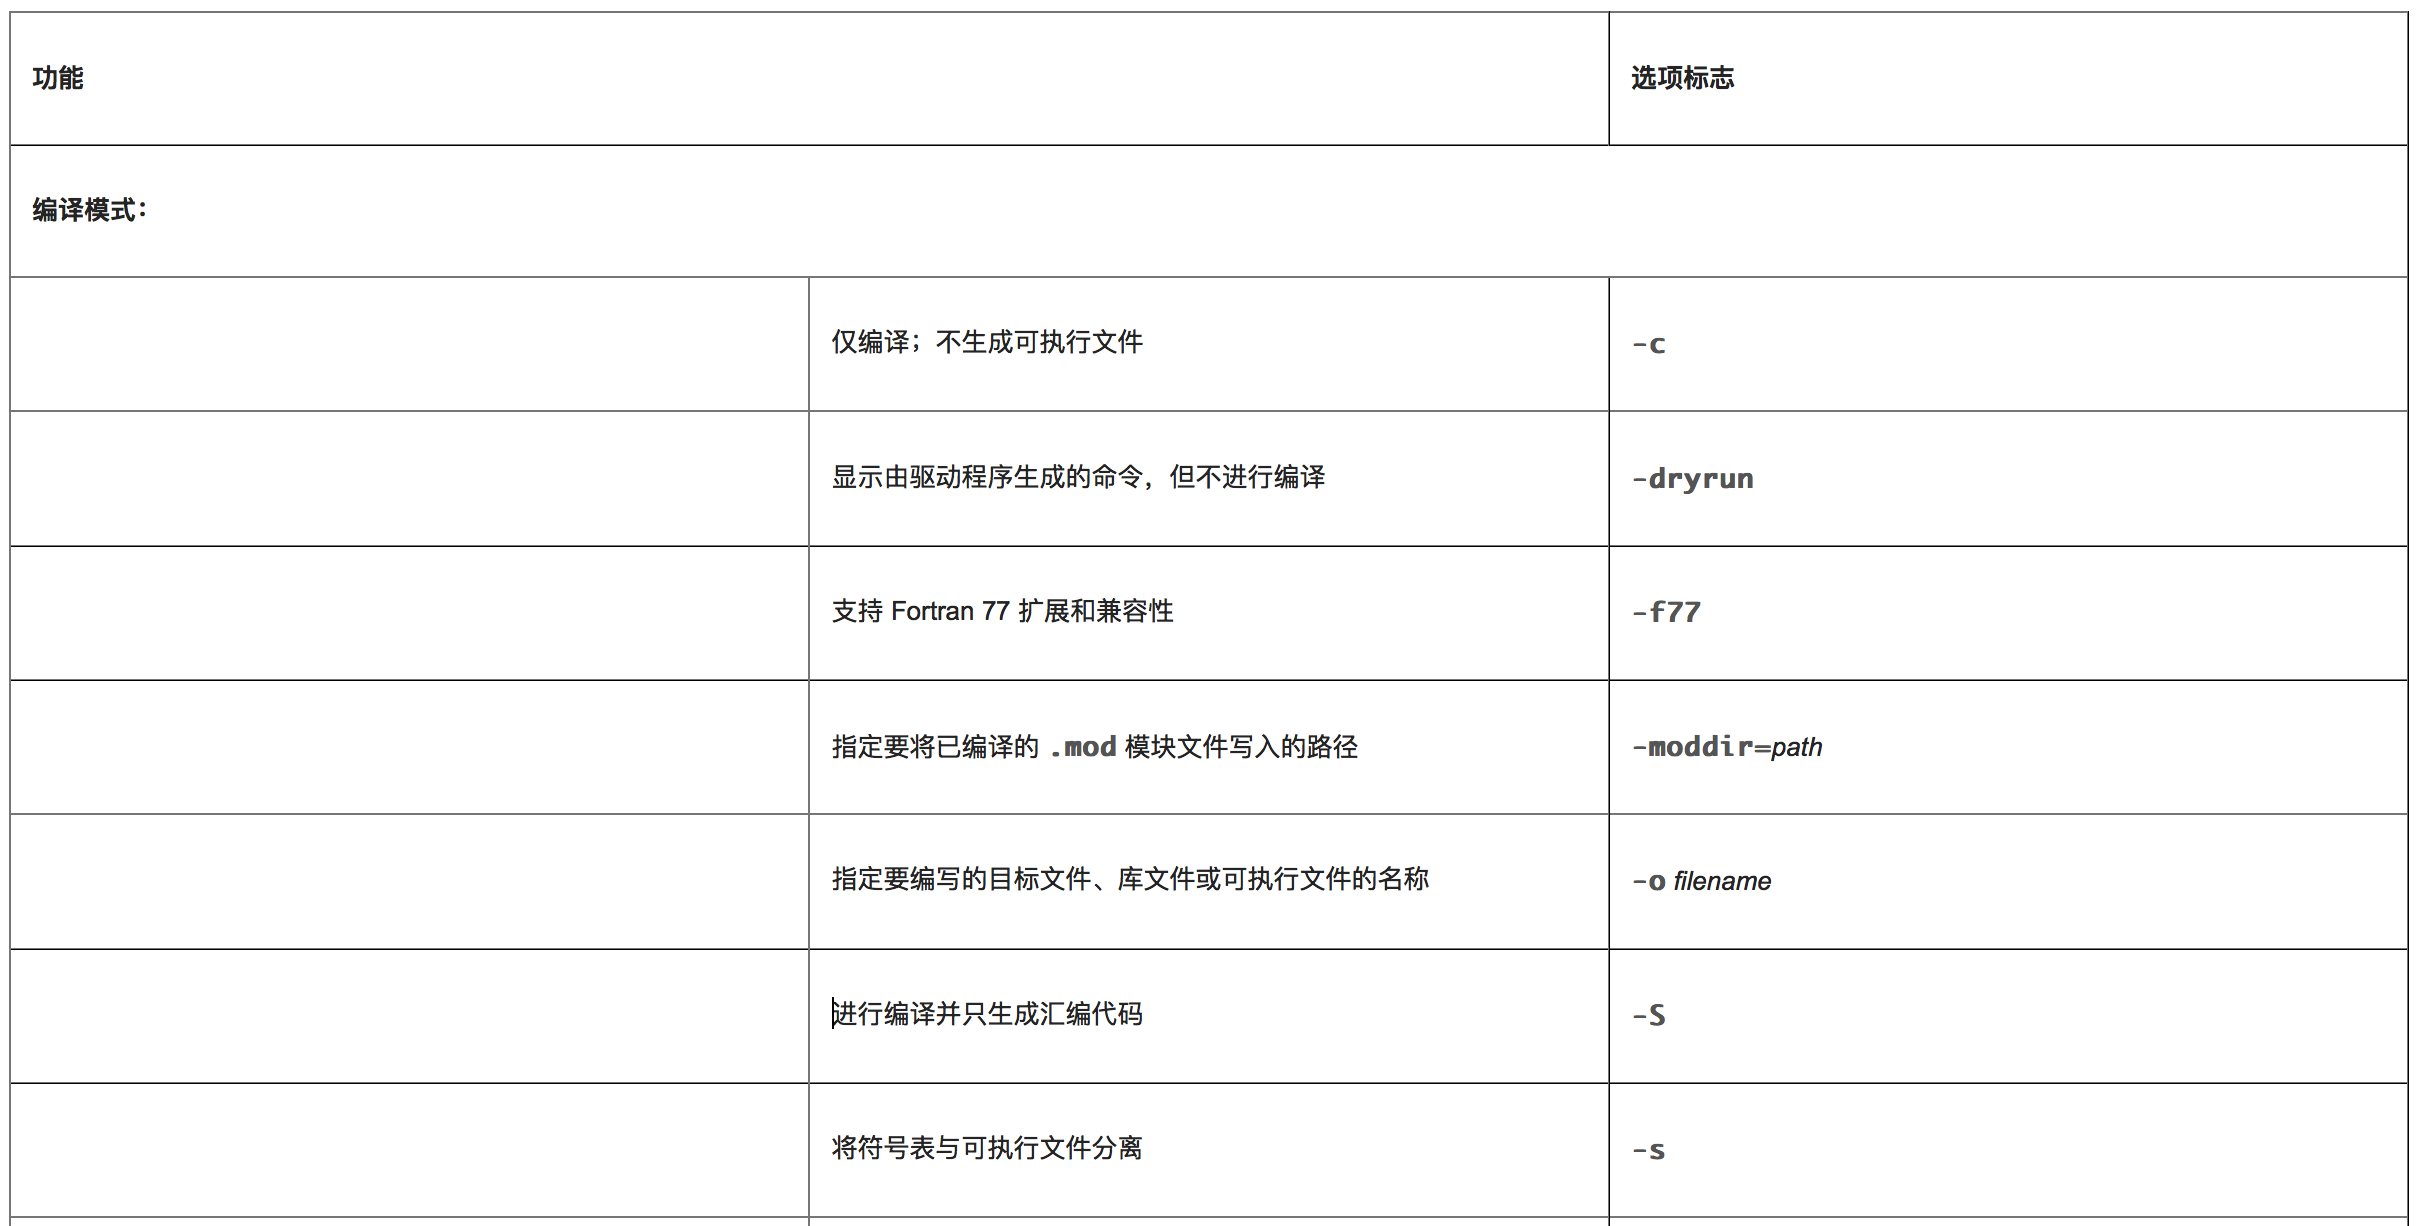 功能 选项标志
编译模式：
仅编译；不生成可执行文件 -c
显示由驱动程序生成的命令，但不进行编译 -dryrun
支持 Fortran 77 扩展和兼容性 -f77
指定要将已编译的 .mod 模块文件写入的路径 -moddir=path
指定要编写的目标文件、库文件或可执行文件的名称 -o filename
进行编译并只生成汇编代码 -S
将符号表与可执行文件分离 -s